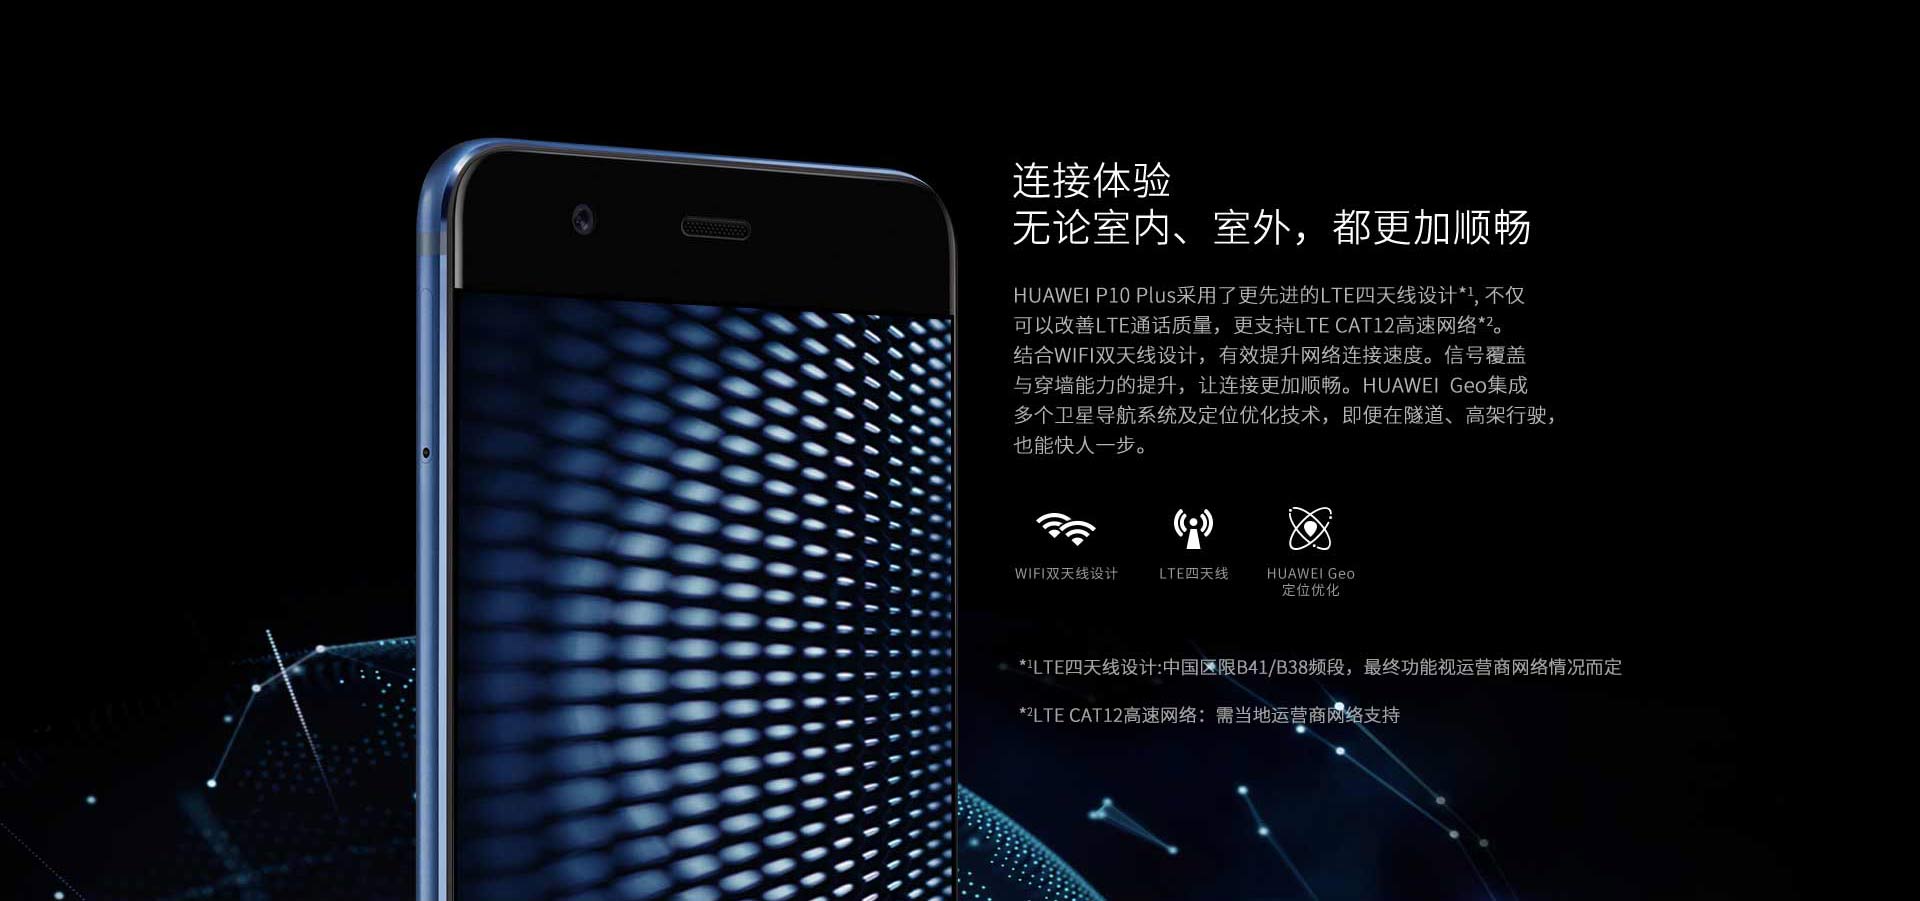 连接体验
无论室内、室外，都更加顺畅
HUAWEI P10 Plus采用了更先进的LTE四天线设计*¹, 不仅
可以改善LTE通话质量，更支持LTE CAT12高速网络*²。
结合WIFI双天线设计，有效提升网络连接速度。信号覆盖
与穿墙能力的提升，让连接更加顺畅。HUAWEI Geo集成
多个卫星导航系统及定位优化技术，即便在隧道、高架行驶，
也能快人一步。
WIFI双天线设计 LTE四天线 HUAWEI Geo
定位优化
*¹LTE四天线设计:中国区限B41/B38频段，最终功能视运营商网络情况而定
*²LTE CAT12高速网络：需当地运营商网络支持